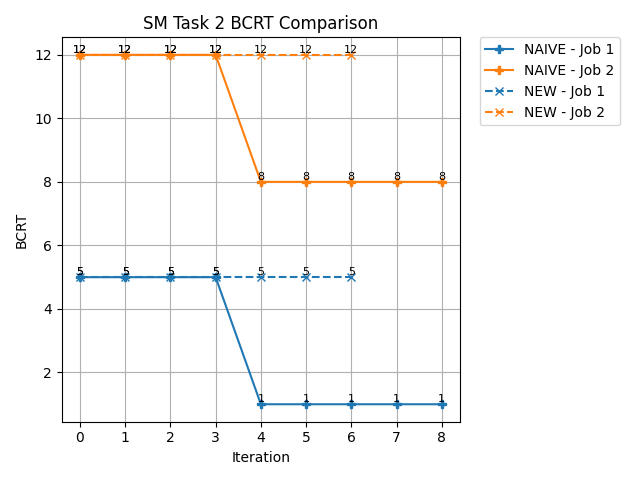 SM Task 2 BCRT Comparison
NAIVE - Job 1
NAIVE - Job 2
NEW - Job 1
NEW - Job 2
12 12 12 12 12 12 12
8 8 8 8 8
5 5 5 5 5 5 5
1 1 1 1 1
BCRT
12
10
8
6
4
2
0 1 2 3 4 5 6 7 8
Iteration